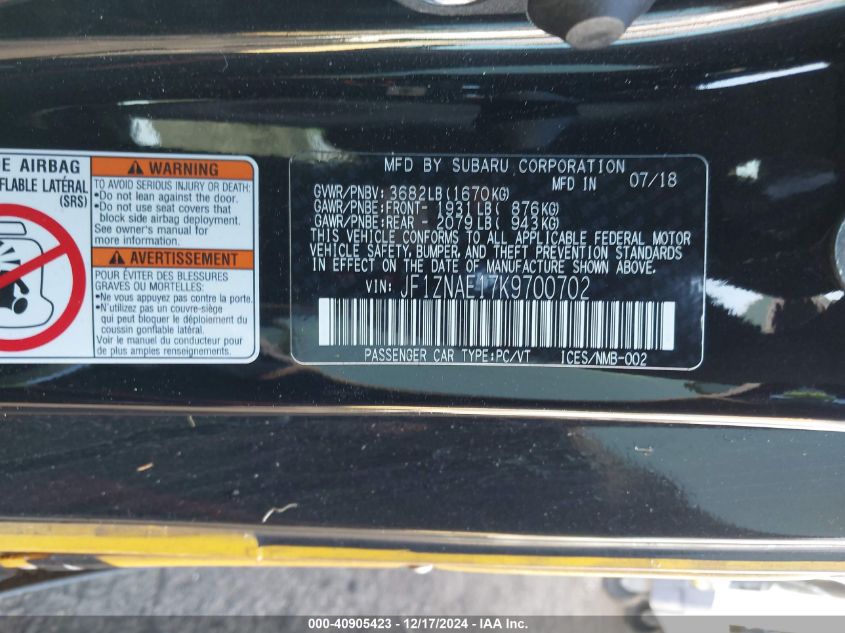 E AIRBAG
FLABLE LATÉRAL
(SRS)
WARNING
TO AVOID SERIOUS INJURY OR DEATH:
•Do not lean against the door.
•Do not use seat covers that
block side airbag deployment.
See owner's manual for
more information.
AVERTISSEMENT
POUR ÉVITER DES BLESSURES
GRAVES OU MORTELLES:
•Ne vous appuyez pas contre la porte.
•N'utilisez pas un couvre-siège
qui peut bloquer le déploiement du
coussin gonflable latéral.
Lire le manuel du conducteur pour
de plus amples informations.
MFD BY SUBARU CORPORATION
MFD IN 07/18
GVWR/PNBV: 3682LB(1670KG)
GAWR/PNBE:FRONT- 1931LB( 876KG)
GAWR/PNBE:REAR - 2079LB( 943KG)
THIS VEHICLE CONFORMS TO ALL APPLICABLE FEDERAL MOTOR
VEHICLE SAFETY, BUMPER, AND THEFT PREVENTION STANDARDS
IN EFFECT ON THE DATE OF MANUFACTURE SHOWN ABOVE.
VIN: JF1ZNAE17K9700702
PASSENGER CAR TYPE:PC/VT ICES/NMB-002
000-40905423 - 12/17/2024 - IAA Inc.